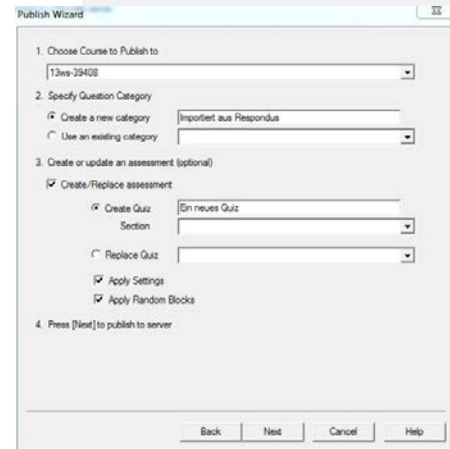 Publish Wizard
1. Choose Course to Publish to
13ws-39408
2. Specify Question Category
Create a new category Importiert aus Respondus
Use an existing category
3. Create or update an assessment (optional)
Create/Replace assessment
Create Quiz Ein neues Quiz
Section
Replace Quiz
Apply Settings
Apply Random Blocks
4. Press [Next] to publish to server
Back Next Cancel Help